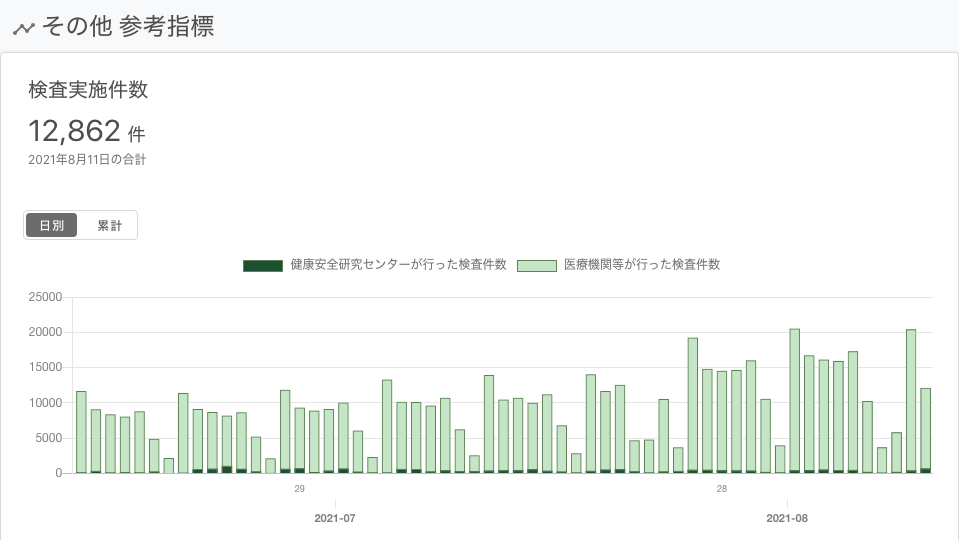 その他 参考指標
検査実施件数
12,862 件
2021年8月11日の合計
日別 累計
健康安全研究センターが行った検査件数 医療機関等が行った検査件数
25000
20000
15000
10000
5000
0
29 28
2021-07 2021-08